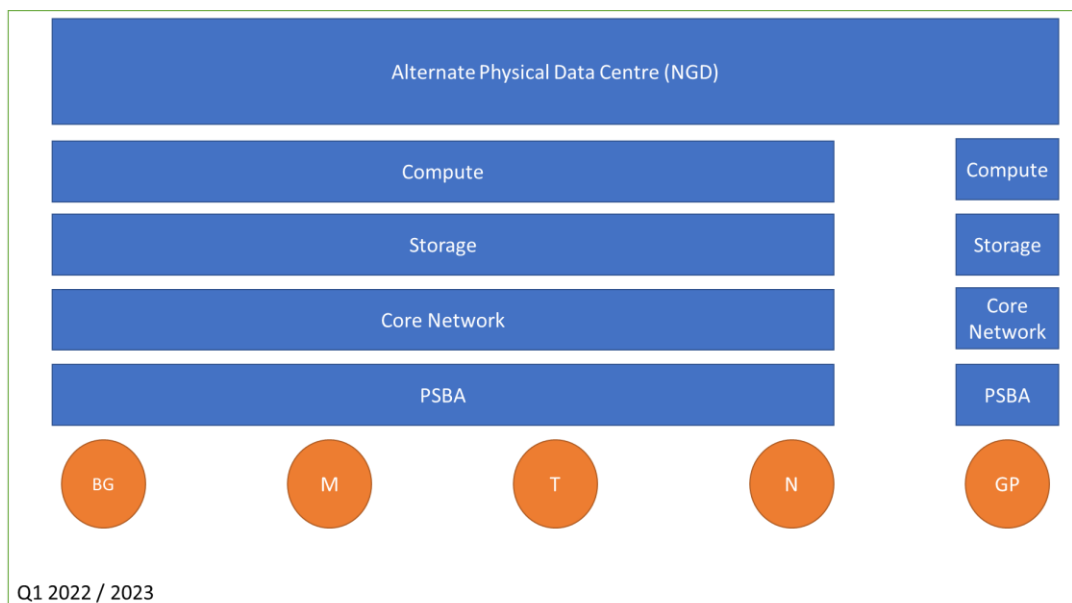 Alternate Physical Data Centre (NGD)
Compute
Compute
Storage
Storage
Core Network
Core
Network
PSBA
PSBA
BG
M
T
N
GP
Q1 2022 / 2023